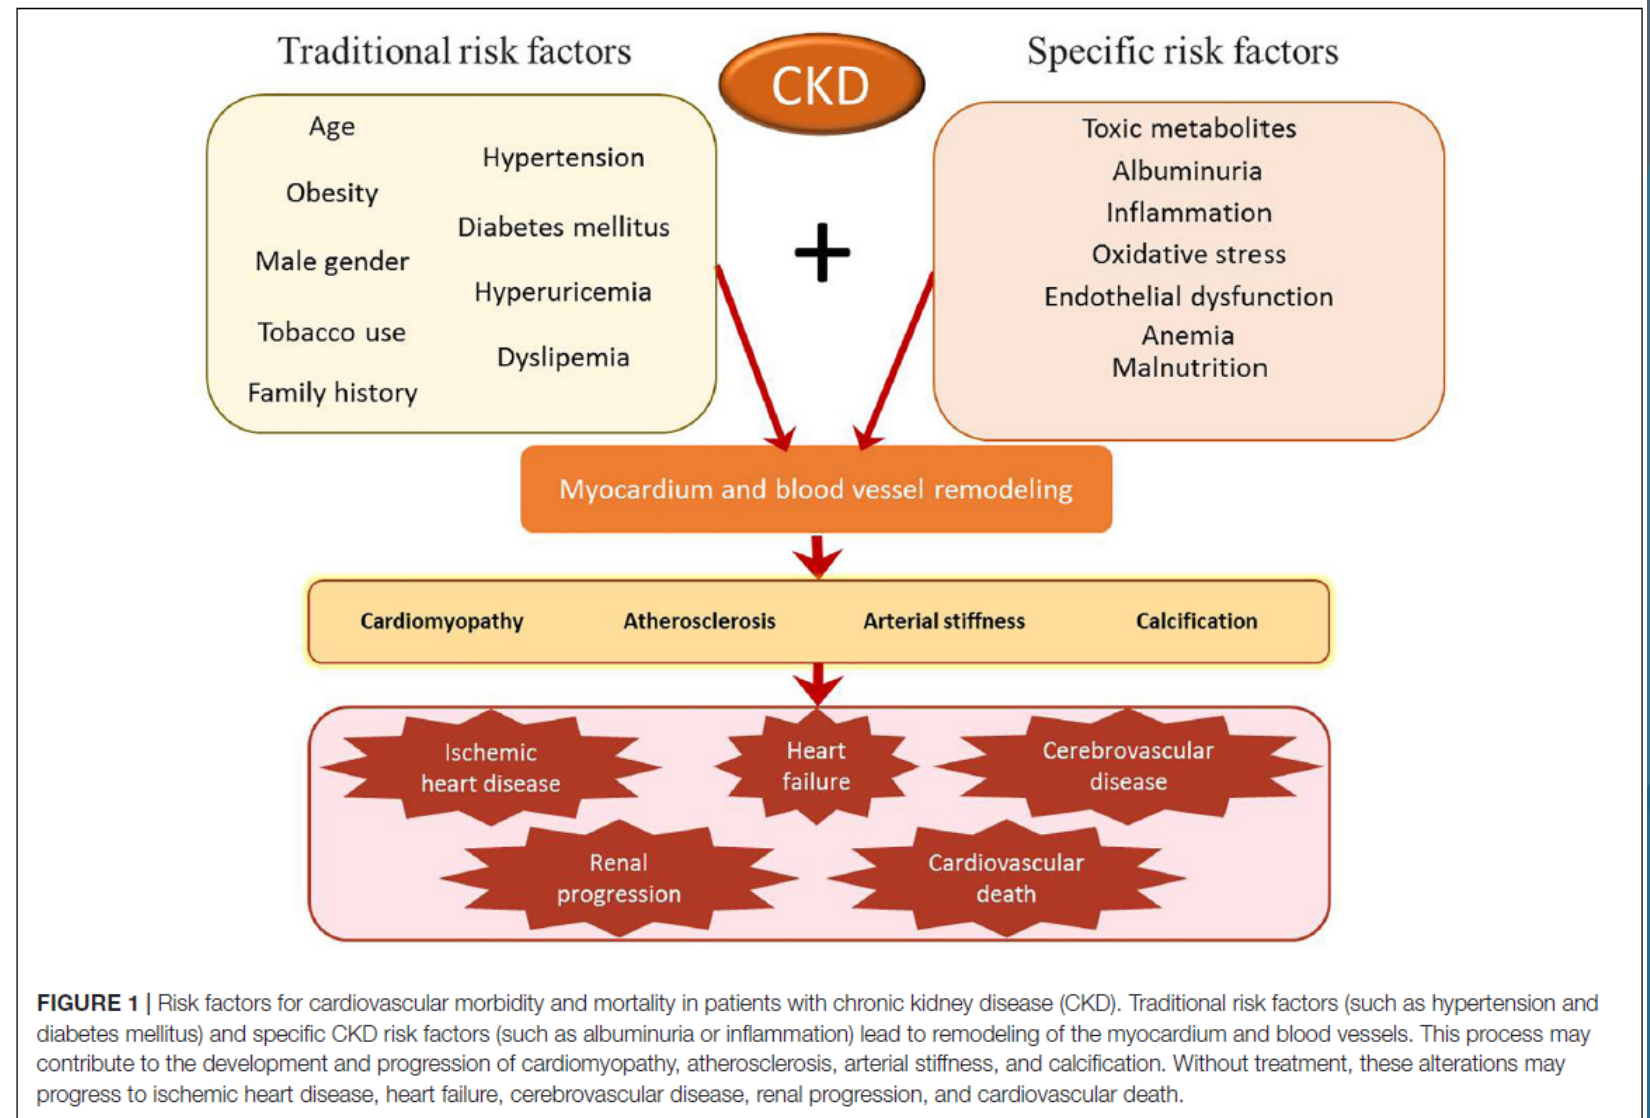 Traditional risk factors
CKD
Specific risk factors
Age
Hypertension
Obesity
Diabetes mellitus
Male gender
Hyperuricemia
Tobacco use
Dyslipemia
Family history
+
Toxic metabolites
Albuminuria
Inflammation
Oxidative stress
Endothelial dysfunction
Anemia
Malnutrition
Myocardium and blood vessel remodeling
Cardiomyopathy Atherosclerosis Arterial stiffness Calcification
Ischemic
heart disease
Heart
failure
Cerebrovascular
disease
Renal
progression
Cardiovascular
death
FIGURE 1 | Risk factors for cardiovascular morbidity and mortality in patients with chronic kidney disease (CKD). Traditional risk factors (such as hypertension and
diabetes mellitus) and specific CKD risk factors (such as albuminuria or inflammation) lead to remodeling of the myocardium and blood vessels. This process may
contribute to the development and progression of cardiomyopathy, atherosclerosis, arterial stiffness, and calcification. Without treatment, these alterations may
progress to ischemic heart disease, heart failure, cerebrovascular disease, renal progression, and cardiovascular death.